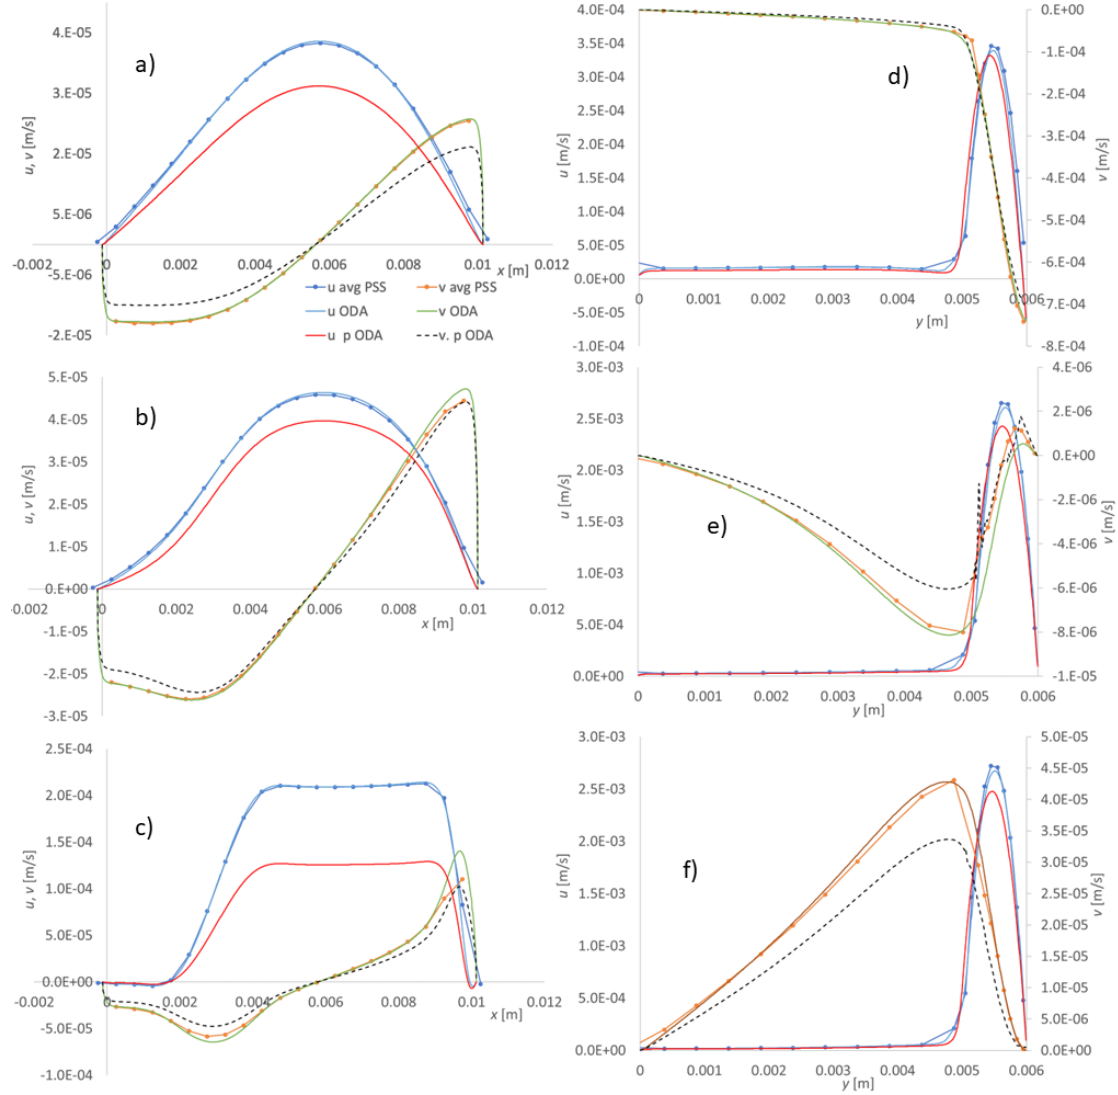 a)
4.E-05
3.E-05
2.E-05
5.E-06
-5.E-06
-2.E-05
u, v [m/s]
-0.002 0 0.002 0.004 0.006 0.008 0.01 0.012
x [m]
u avg PSS v avg PSS
u ODA v ODA
u p ODA v. p ODA
d)
4.0E-04
3.5E-04
3.0E-04
2.5E-04
2.0E-04
1.5E-04
1.0E-04
5.0E-05
0.0E+00
-5.0E-05
-1.0E-04
u [m/s]
0.E+00
-1.E-04
-2.E-04
-3.E-04
-4.E-04
-5.E-04
-6.E-04
-7.E-04
-8.E-04
v [m/s]
0 0.001 0.002 0.003 0.004 0.005 0.006
y [m]
b)
5.E-05
4.E-05
3.E-05
2.E-05
1.E-05
0.E+00
-1.E-05
-2.E-05
-3.E-05
u, v [m/s]
-0.002 0 0.002 0.004 0.006 0.008 0.01 0.012
x [m]
e)
3.0E-03
2.5E-03
2.0E-03
1.5E-03
1.0E-03
5.0E-04
0.0E+00
u [m/s]
4.E-06
2.E-06
0.E+00
-2.E-06
-4.E-06
-6.E-06
-8.E-06
-1.E-05
v [m/s]
0 0.001 0.002 0.003 0.004 0.005 0.006
y [m]
c)
2.5E-04
2.0E-04
1.5E-04
1.0E-04
5.0E-05
0.0E+00
-5.0E-05
-1.0E-04
u, v [m/s]
-0.002 0 0.002 0.004 0.006 0.008 0.01 0.012
x [m]
f)
3.0E-03
2.5E-03
2.0E-03
1.5E-03
1.0E-03
5.0E-04
0.0E+00
u [m/s]
5.0E-05
4.5E-05
4.0E-05
3.5E-05
3.0E-05
2.5E-05
2.0E-05
1.5E-05
1.0E-05
5.0E-06
0.0E+00
v [m/s]
0 0.001 0.002 0.003 0.004 0.005 0.006
y [m]